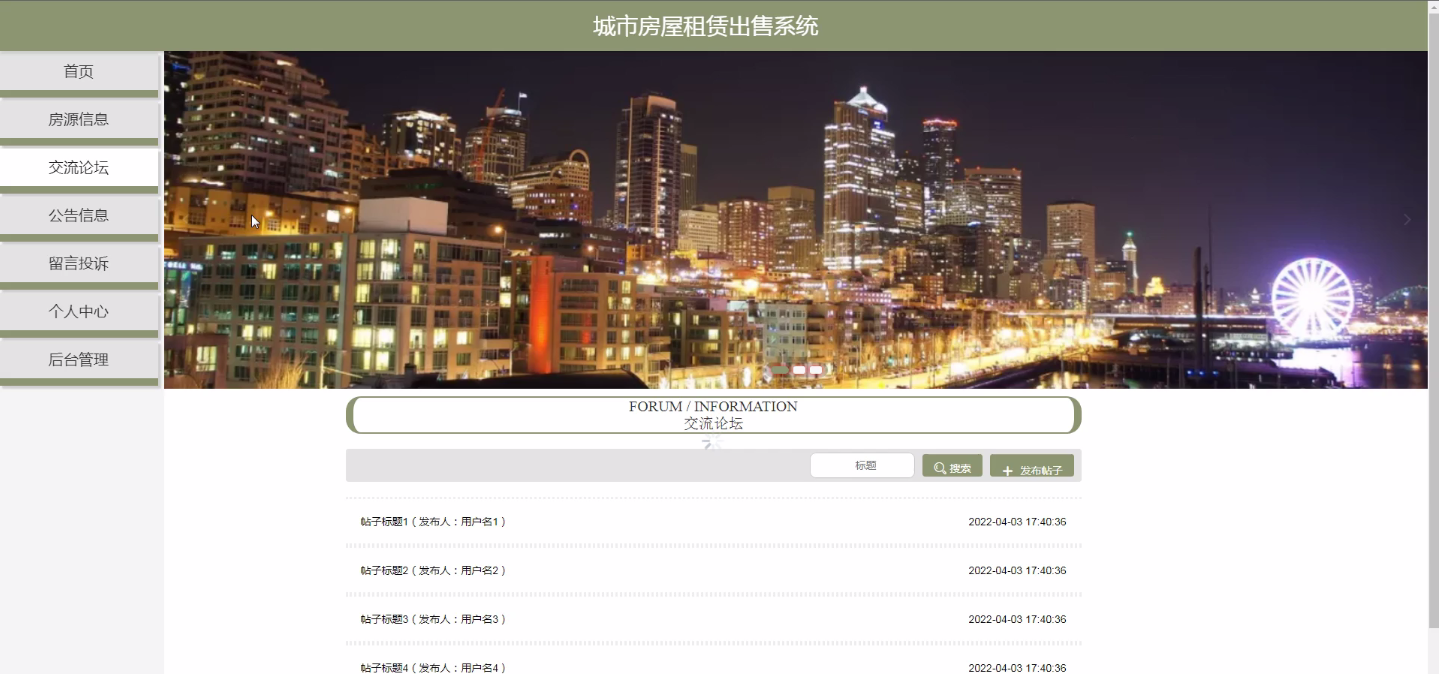 城市房屋租赁出售系统
首页
房源信息
交流论坛
公告信息
留言投诉
个人中心
后台管理
FORUM / INFORMATION
交流论坛
标题 搜索 + 发布帖子
帖子标题1（发布人：用户名1） 2022-04-03 17:40:36
帖子标题2（发布人：用户名2） 2022-04-03 17:40:36
帖子标题3（发布人：用户名3） 2022-04-03 17:40:36
帖子标题4（发布人：用户名4） 2022-04-03 17:40:36